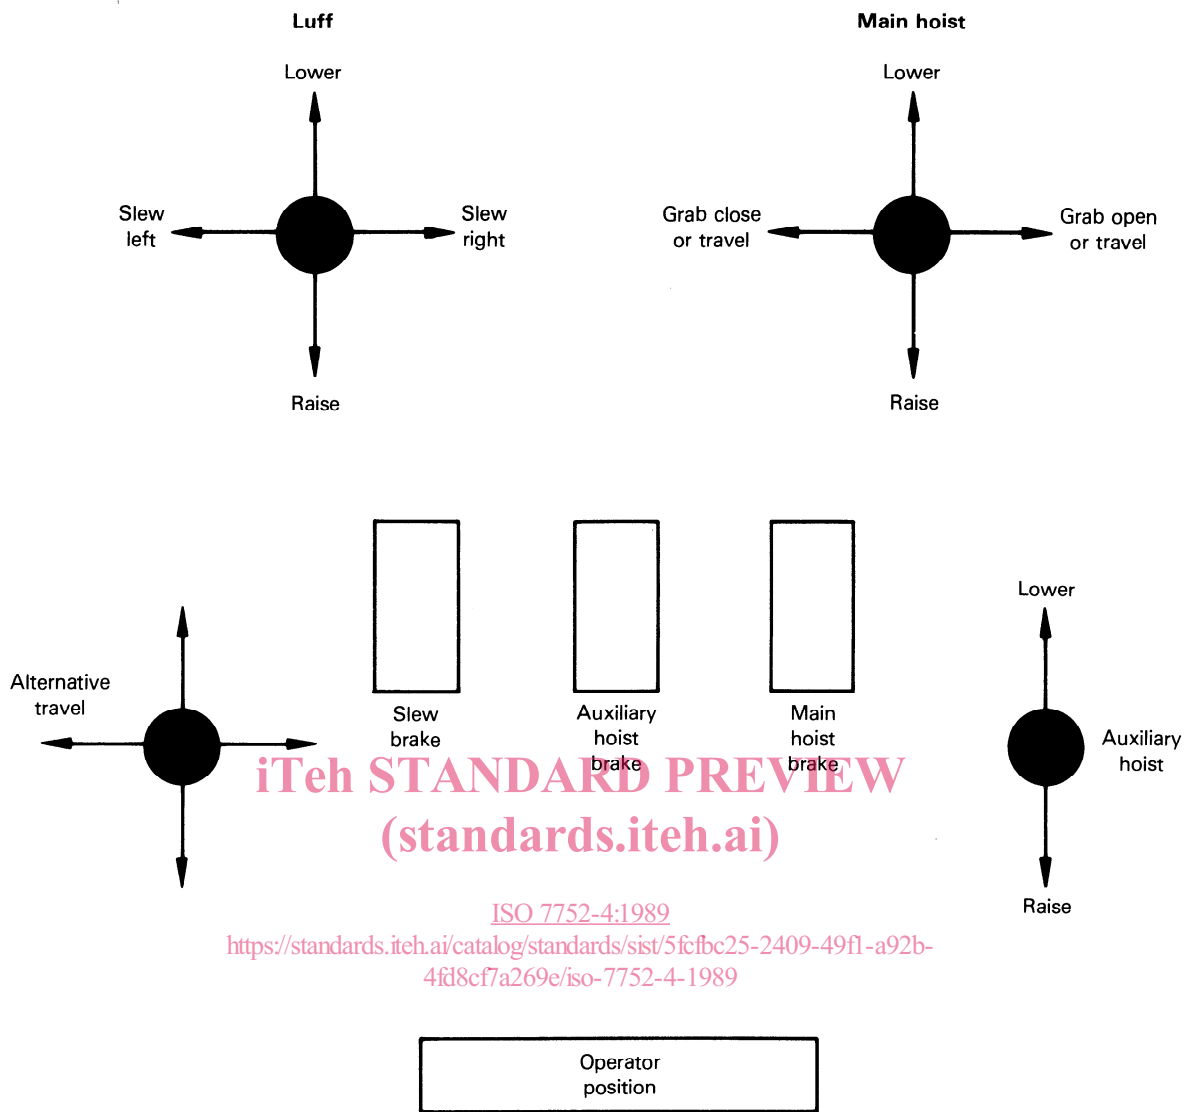 Luff
Main hoist
Lower
Lower
Slew
left
Slew
right
Grab close
or travel
Grab open
or travel
Raise
Raise
Lower
Alternative
travel
Slew
brake
Auxiliary
hoist
brake
Main
hoist
brake
Auxiliary
hoist
iTeh STANDARD PREVIEW
(standards.iteh.ai)
Raise
ISO 7752-4:1989
https://standards.iteh.ai/catalog/standards/sist/5fcfbc25-2409-49f1-a92b-
4fd8cf7a269e/iso-7752-4-1989
Operator
position